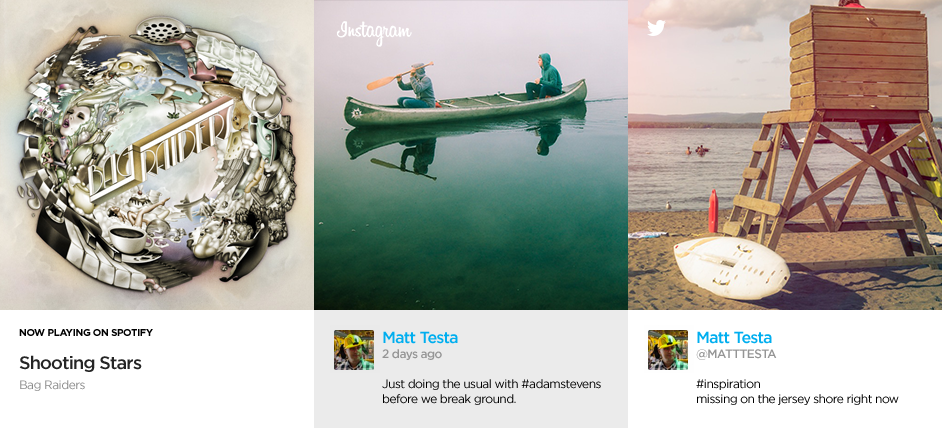 BAG RAIDERS
NOW PLAYING ON SPOTIFY
Shooting Stars
Bag Raiders
Instagram
Matt Testa
2 days ago
Just doing the usual with #adamstevens
before we break ground.
Matt Testa
@MATTTESTA
#inspiration
missing on the jersey shore right now